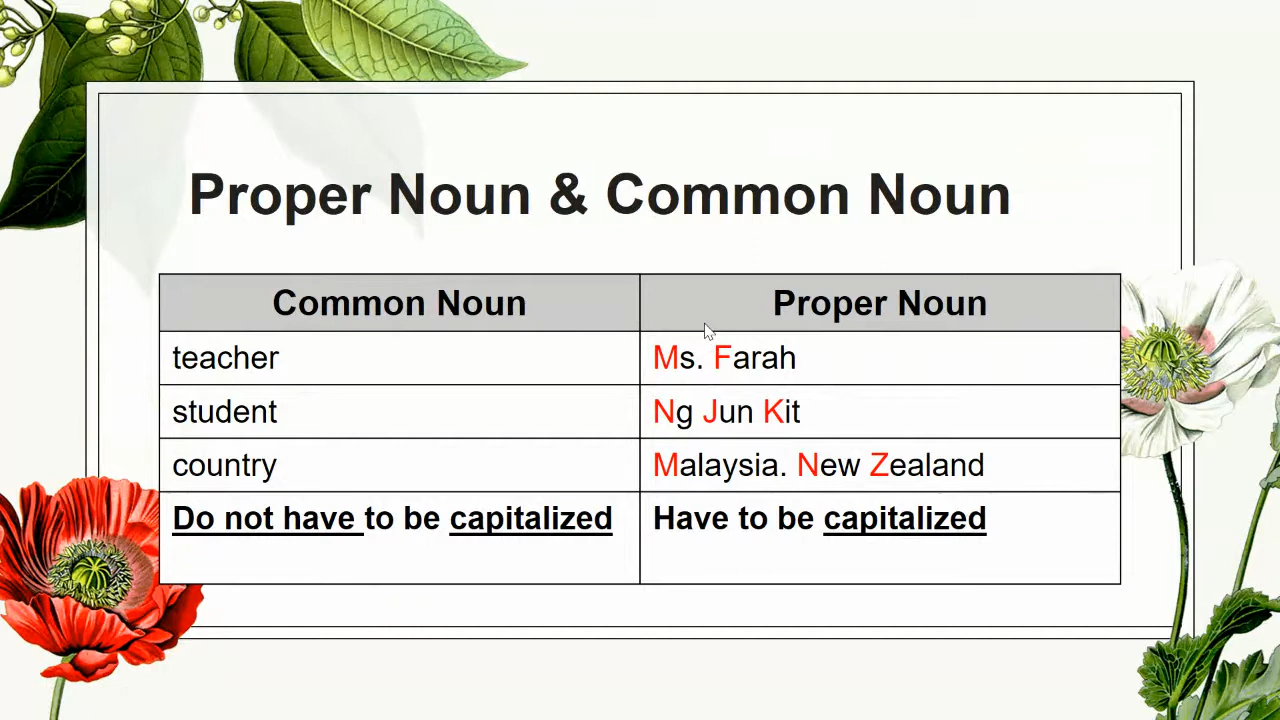 Proper Noun & Common Noun
Common Noun
Proper Noun
teacher
Ms. Farah
student
Ng Jun Kit
country
Malaysia. New Zealand
Do not have to be capitalized
Have to be capitalized